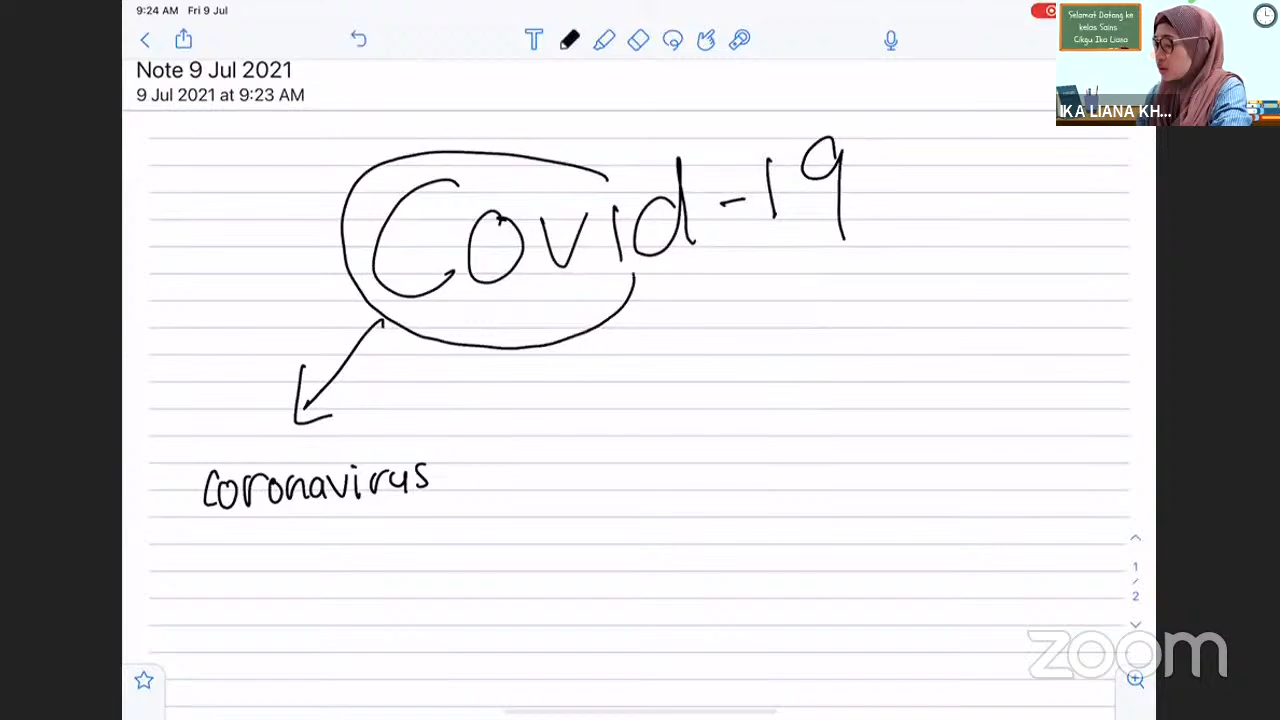 9:24 AM Fri 9 Jul
Note 9 Jul 2021
9 Jul 2021 at 9:23 AM
Selamat Datang ke
kelas Sains
Cikgu Ika Liana
IKA LIANA KH...
Covid-19
coronavirus
1
/
2
zoom